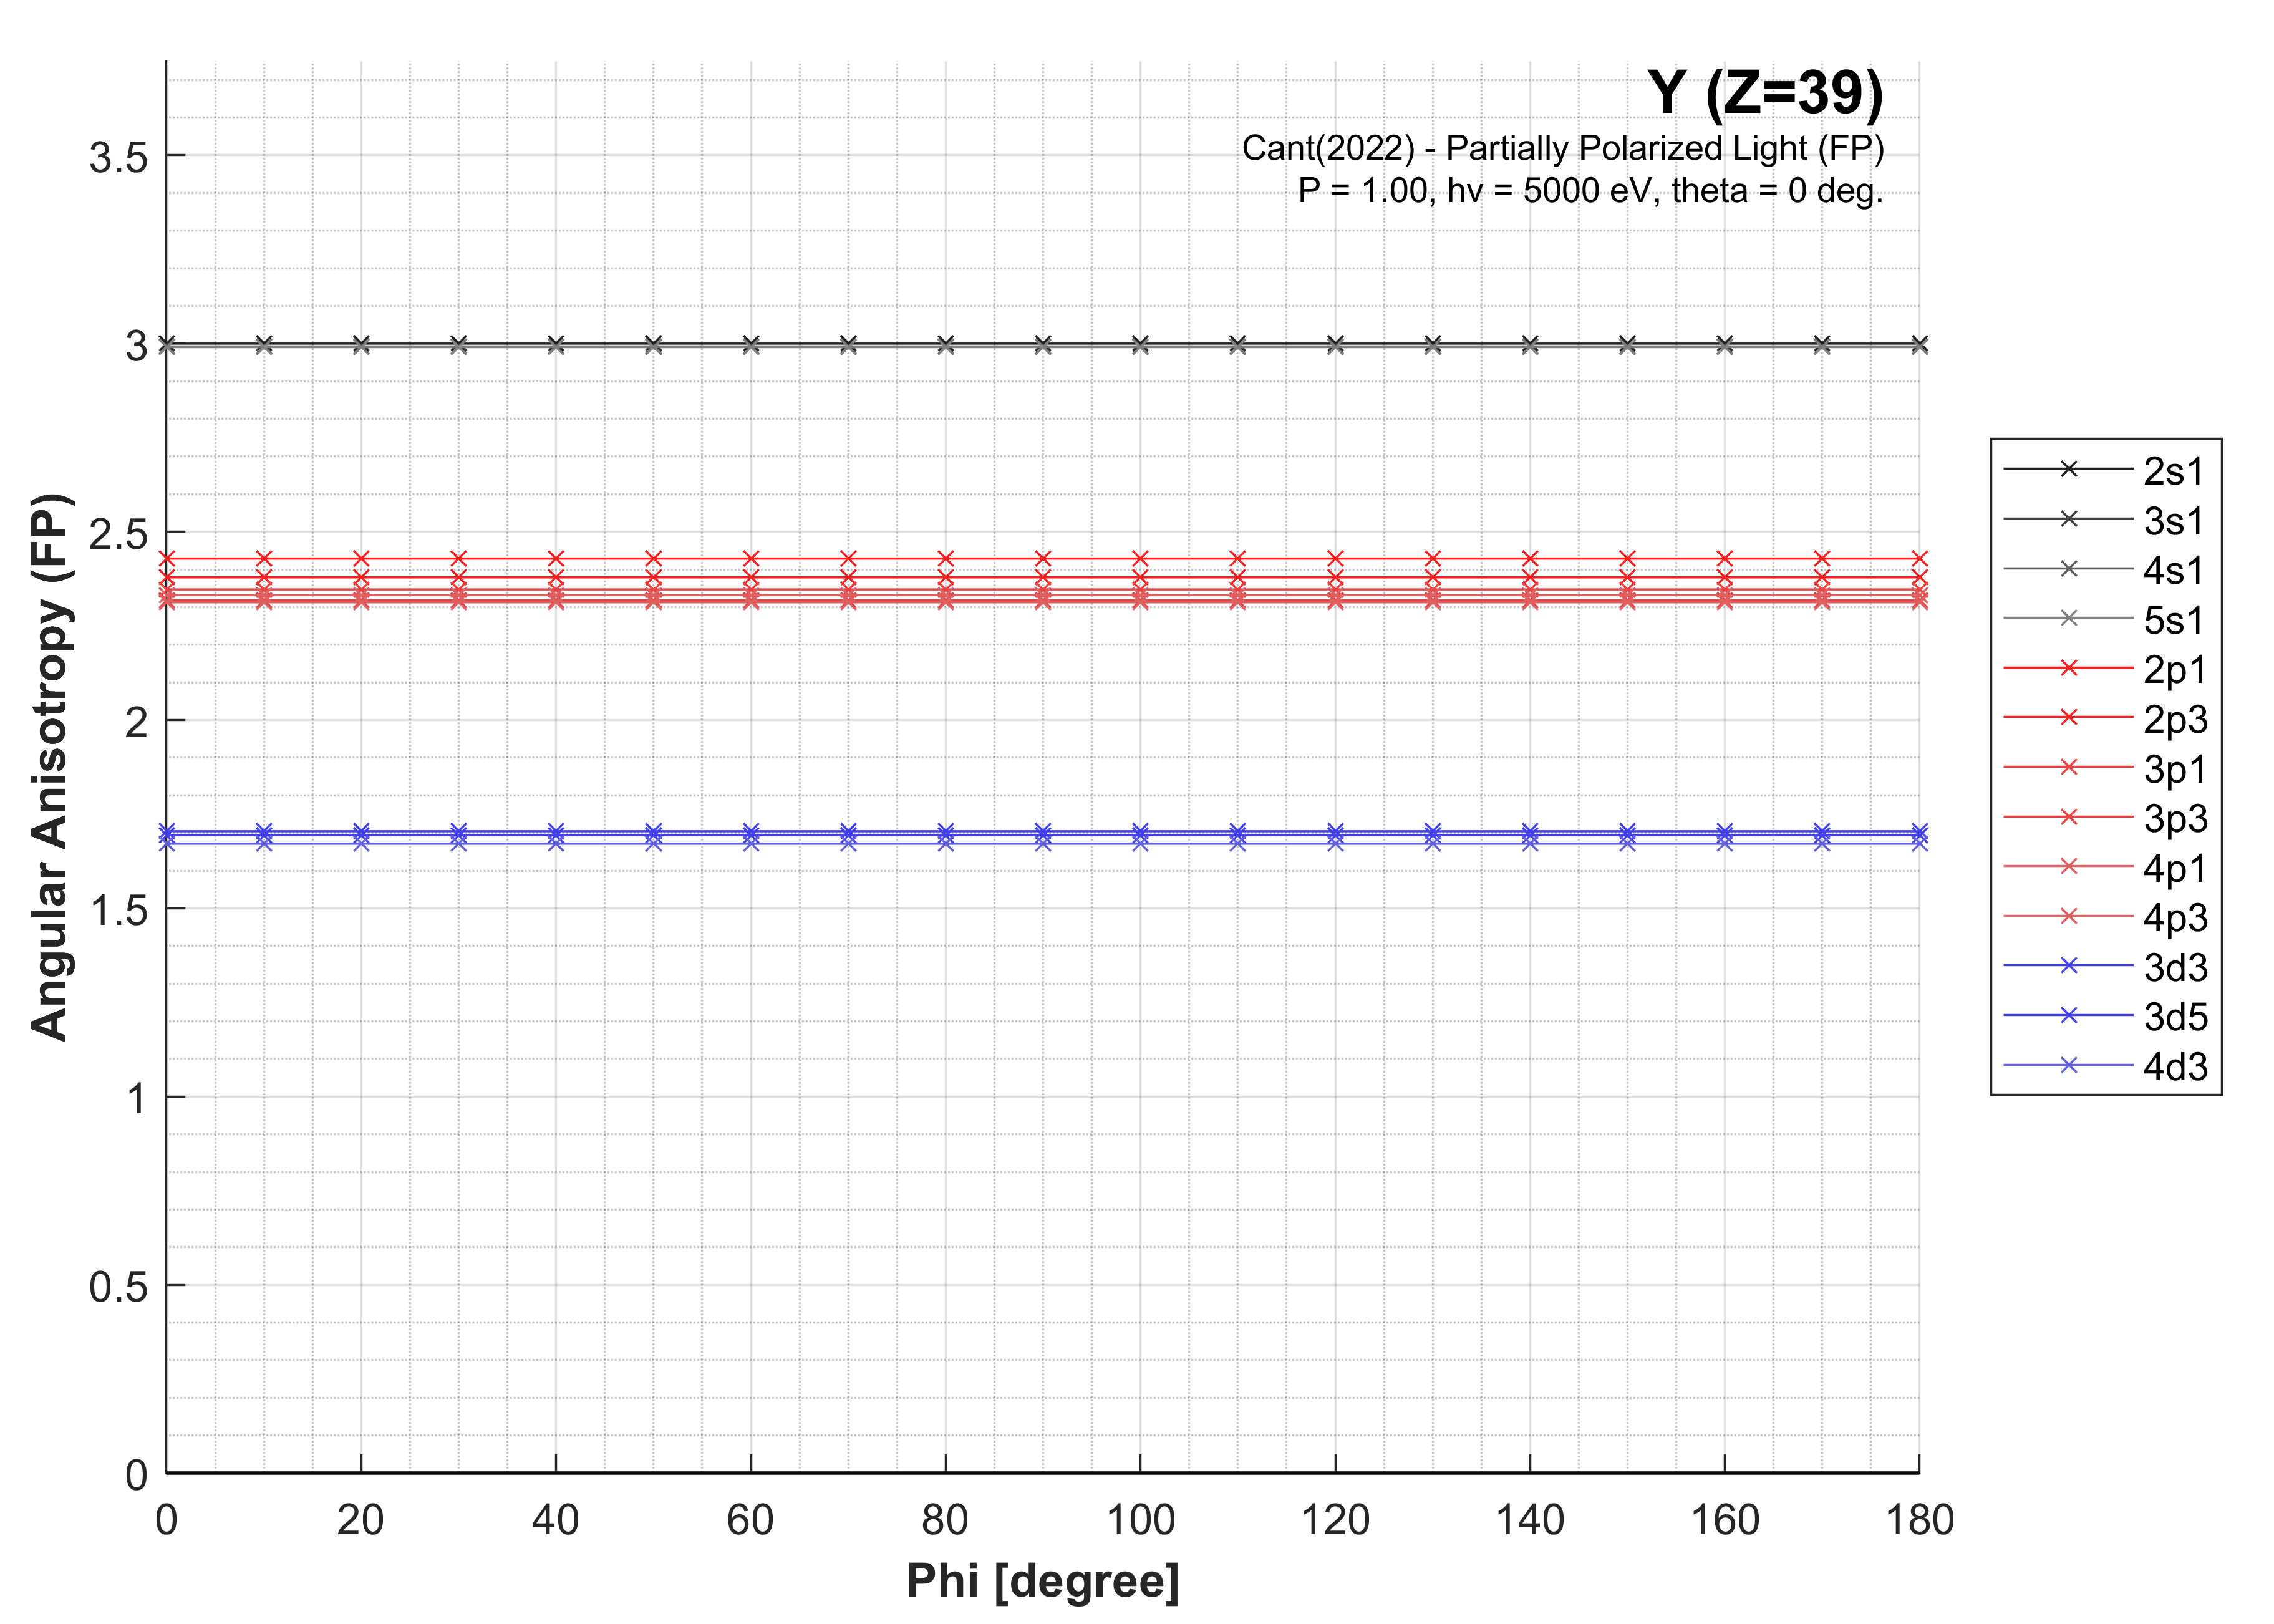 Y (Z=39)
Cant(2022) - Partially Polarized Light (FP)
P = 1.00, hv = 5000 eV, theta = 0 deg.
Angular Anisotropy (FP)
3.5
3
2.5
2
1.5
1
0.5
0
0 20 40 60 80 100 120 140 160 180
Phi [degree]
2s1
3s1
4s1
5s1
2p1
2p3
3p1
3p3
4p1
4p3
3d3
3d5
4d3